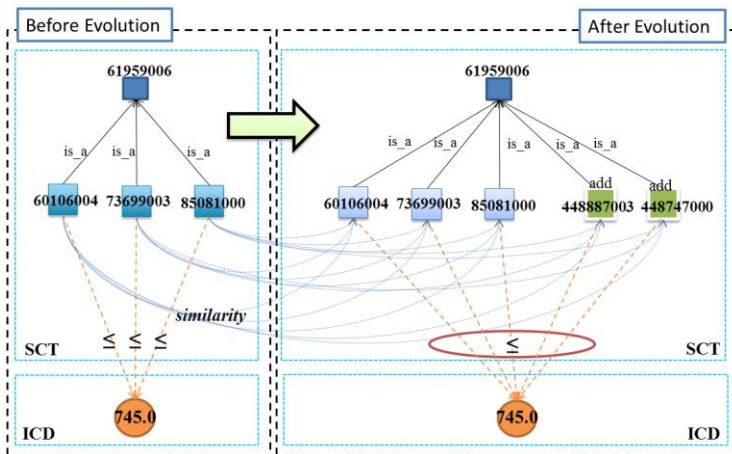 Before Evolution
After Evolution
61959006
61959006
is_a
is_a
is_a
is_a
is_a
is_a
is_a
is_a
add
add
60106004
73699003
85081000
60106004
73699003
85081000
448887003
448747000
similarity
≤
≤
≤
≤
SCT
SCT
745.0
745.0
ICD
ICD